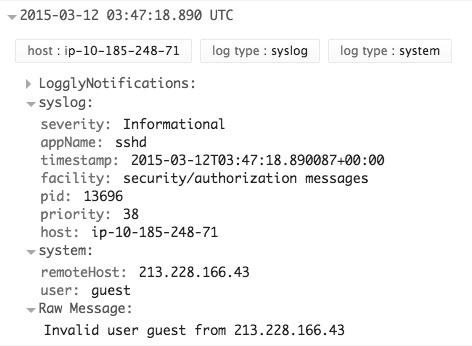 2015-03-12 03:47:18.890 UTC
host : ip-10-185-248-71 log type : syslog log type : system
LogglyNotifications:
syslog:
severity: Informational
appName: sshd
timestamp: 2015-03-12T03:47:18.890087+00:00
facility: security/authorization messages
pid: 13696
priority: 38
host: ip-10-185-248-71
system:
remoteHost: 213.228.166.43
user: guest
Raw Message:
Invalid user guest from 213.228.166.43